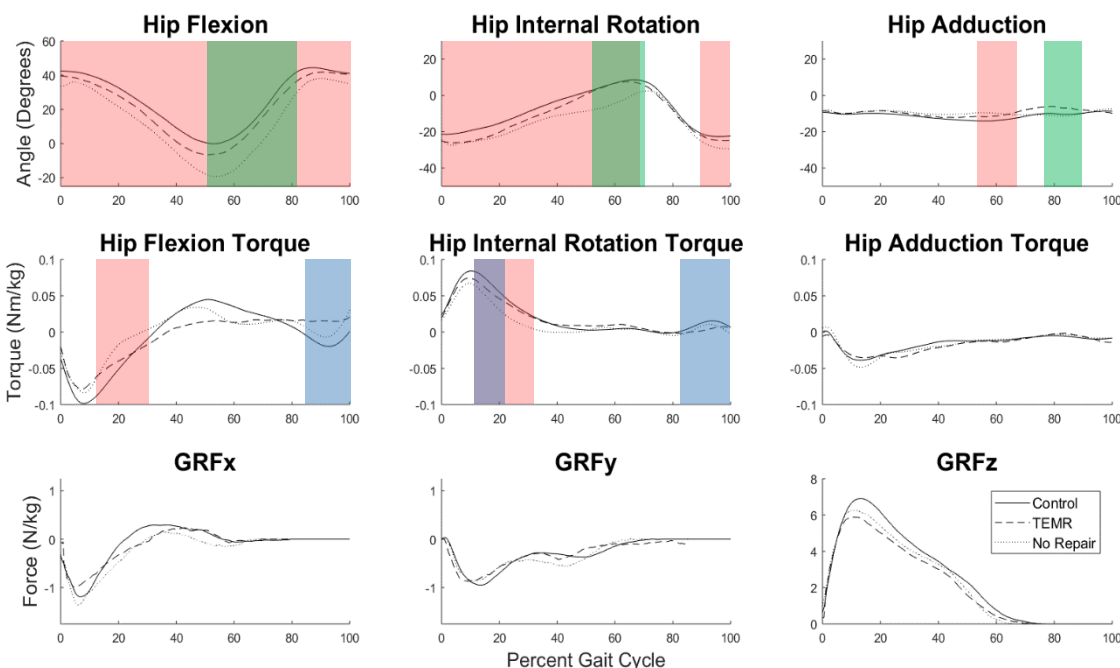 Hip Flexion
Hip Internal Rotation
Hip Adduction
Angle (Degrees)
60
40
20
0
-20
0 20 40 60 80 100
20
0
-20
-40
0 20 40 60 80 100
20
0
-20
-40
0 20 40 60 80 100
Hip Flexion Torque
Hip Internal Rotation Torque
Hip Adduction Torque
Torque (Nm/kg)
0.1
0.05
0
-0.05
-0.1
0 20 40 60 80 100
0.1
0.05
0
-0.05
-0.1
0 20 40 60 80 100
0.1
0.05
0
-0.05
-0.1
0 20 40 60 80 100
GRFx
GRFy
GRFz
Force (N/kg)
1
0
-1
0 20 40 60 80 100
1
0
-1
0 20 40 60 80 100
8
6
4
2
0
0 20 40 60 80 100
Control
TEMR
No Repair
Percent Gait Cycle